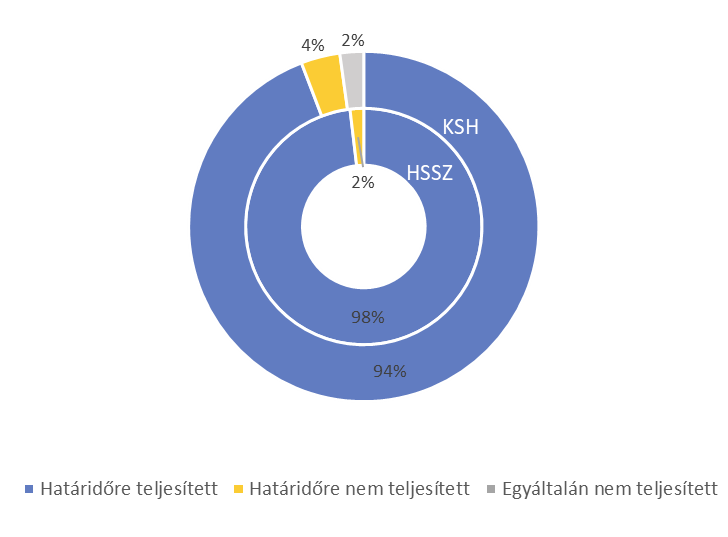 4%
2%
KSH
HSSZ
2%
98%
94%
Határidőre teljesített
Határidőre nem teljesített
Egyáltalán nem teljesített